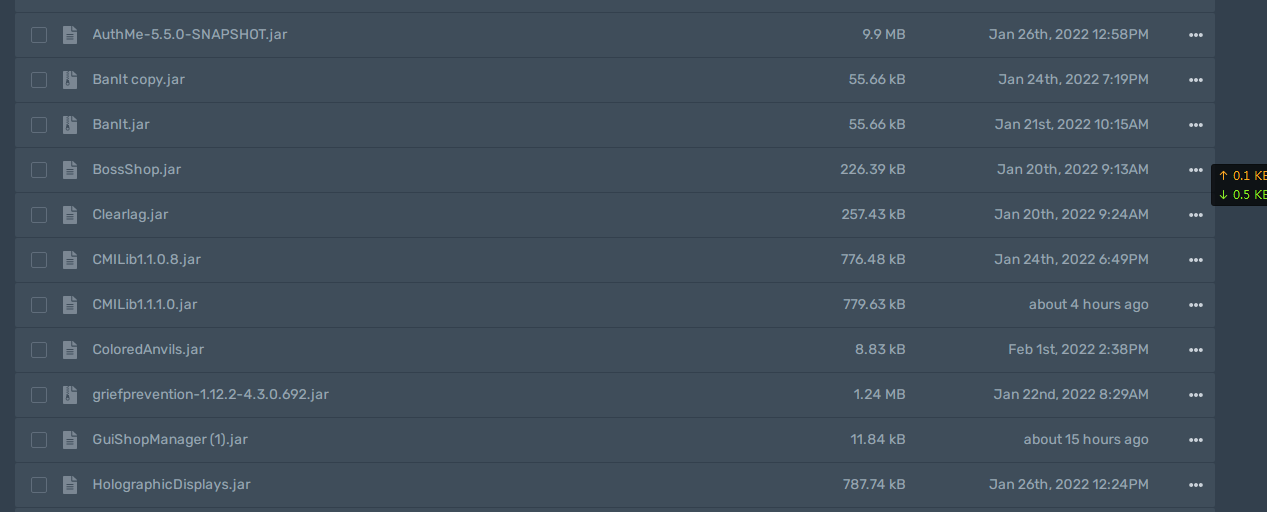 AuthMe-5.5.0-SNAPSHOT.jar 9.9 MB Jan 26th, 2022 12:58PM
BanIt copy.jar 55.66 kB Jan 24th, 2022 7:19PM
BanIt.jar 55.66 kB Jan 21st, 2022 10:15AM
BossShop.jar 226.39 kB Jan 20th, 2022 9:13AM
↑ 0.1 KB
↓ 0.5 KB
Clearlag.jar 257.43 kB Jan 20th, 2022 9:24AM
CMILib1.1.0.8.jar 776.48 kB Jan 24th, 2022 6:49PM
CMILib1.1.1.0.jar 779.63 kB about 4 hours ago
ColoredAnvils.jar 8.83 kB Feb 1st, 2022 2:38PM
griefprevention-1.12.2-4.3.0.692.jar 1.24 MB Jan 22nd, 2022 8:29AM
GuiShopManager (1).jar 11.84 kB about 15 hours ago
HolographicDisplays.jar 787.74 kB Jan 26th, 2022 12:24PM